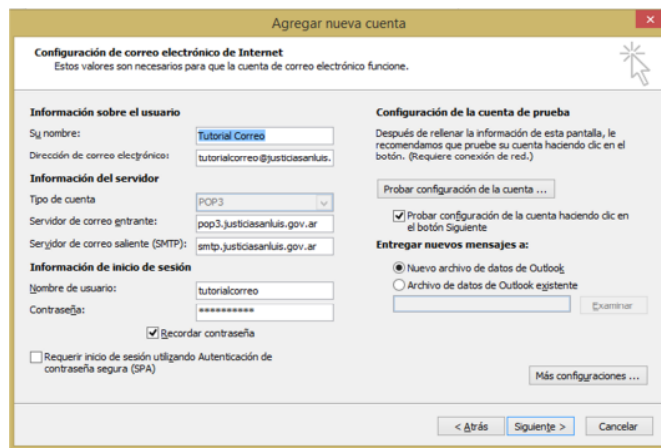 Agregar nueva cuenta
Configuración de correo electrónico de Internet
Estos valores son necesarios para que la cuenta de correo electrónico funcione.
Información sobre el usuario
Su nombre:
Tutorial Correo
Dirección de correo electrónico:
tutorialcorreo@justiciasanluis.
Información del servidor
Tipo de cuenta
POP3
Servidor de correo entrante:
pop3.justiciasanluis.gov.ar
Servidor de correo saliente (SMTP):
smtp.justiciasanluis.gov.ar
Información de inicio de sesión
Nombre de usuario:
tutorialcorreo
Contraseña:
**********
Recordar contraseña
Requerir inicio de sesión utilizando Autenticación de
contraseña segura (SPA)
Configuración de la cuenta de prueba
Después de rellenar la información de esta pantalla, le
recomendamos que pruebe su cuenta haciendo clic en el
botón. (Requiere conexión de red.)
Probar configuración de la cuenta ...
Probar configuración de la cuenta haciendo clic en
el botón Siguiente
Entregar nuevos mensajes a:
Nuevo archivo de datos de Outlook
Archivo de datos de Outlook existente
Examinar
Más configuraciones ...
< Atrás
Siguiente >
Cancelar